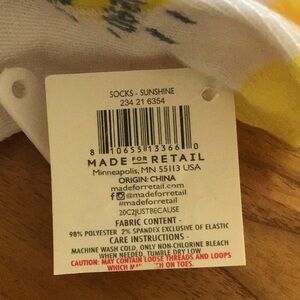 SOCKS - SUNSHINE
234 21 6354
8 10655 13366 0
MADE FOR RETAIL
Minneapolis, MN 55113 USA
ORIGIN: CHINA
madeforretail.com
@madeforretail
#madeforretail
20C2JUSTBECAUSE
FABRIC CONTENT -
98% POLYESTER 2% SPANDEX EXCLUSIVE OF ELASTIC
CARE INSTRUCTIONS -
MACHINE WASH COLD, ONLY NON-CHLORINE BLEACH
WHEN NEEDED, TUMBLE DRY LOW
CAUTION: MAY CONTAIN LOOSE THREADS AND LOOPS
WHICH ON TOES.